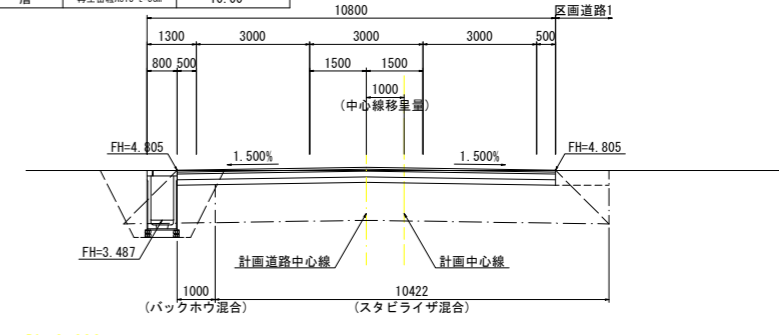 層
10800
区画道路1
1300 3000 3000 3000 500
800 500 1500 1500
1000
(中心線移呈量)
FH=4.805 FH=4.805
1.500% 1.500%
FH=3.487 計画道路中心線 計画中心線
1000 10422
(バックホウ混合) (スタビライザ混合)